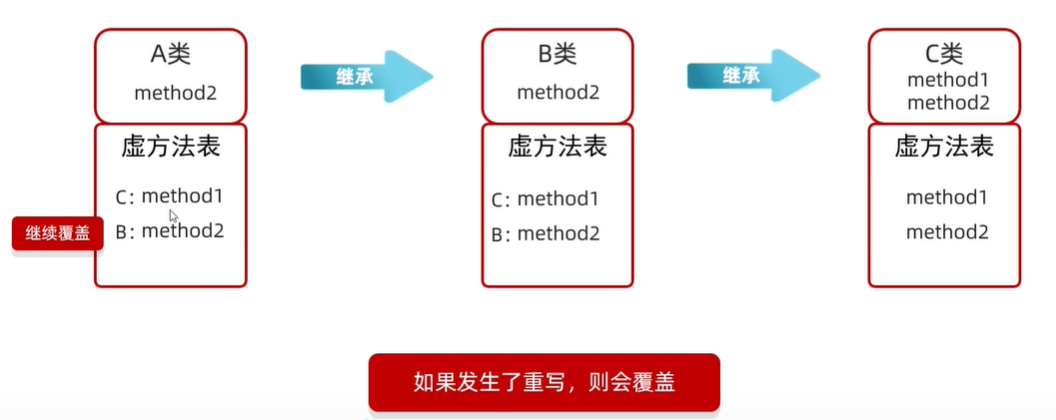 A类
method2
继承
B类
method2
继承
C类
method1
method2
虚方法表
C: method1
B: method2
继续覆盖
虚方法表
C: method1
B: method2
虚方法表
method1
method2
如果发生了重写，则会覆盖